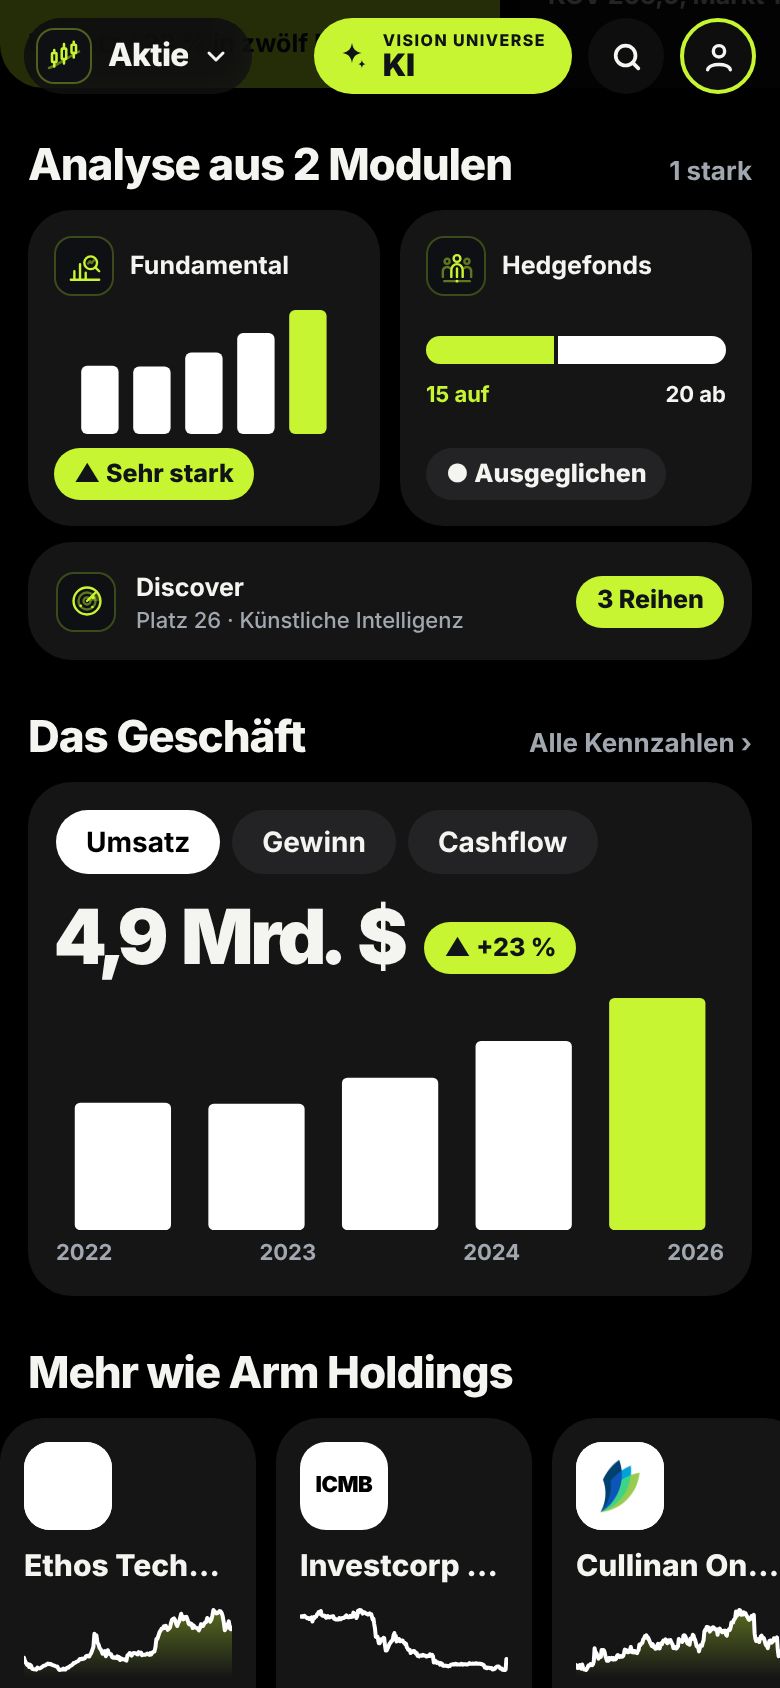 Aktie
zwölf
VISION UNIVERSE
KI
Analyse aus 2 Modulen
1 stark
Fundamental
Hedgefonds
15 auf
20 ab
Sehr stark
Ausgeglichen
Discover
Platz 26 · Künstliche Intelligenz
3 Reihen
Das Geschäft
Alle Kennzahlen ›
Umsatz
Gewinn
Cashflow
4,9 Mrd. $
+23 %
2022
2023
2024
2026
Mehr wie Arm Holdings
ICMB
Ethos Tech...
Investcorp ...
Cullinan On...